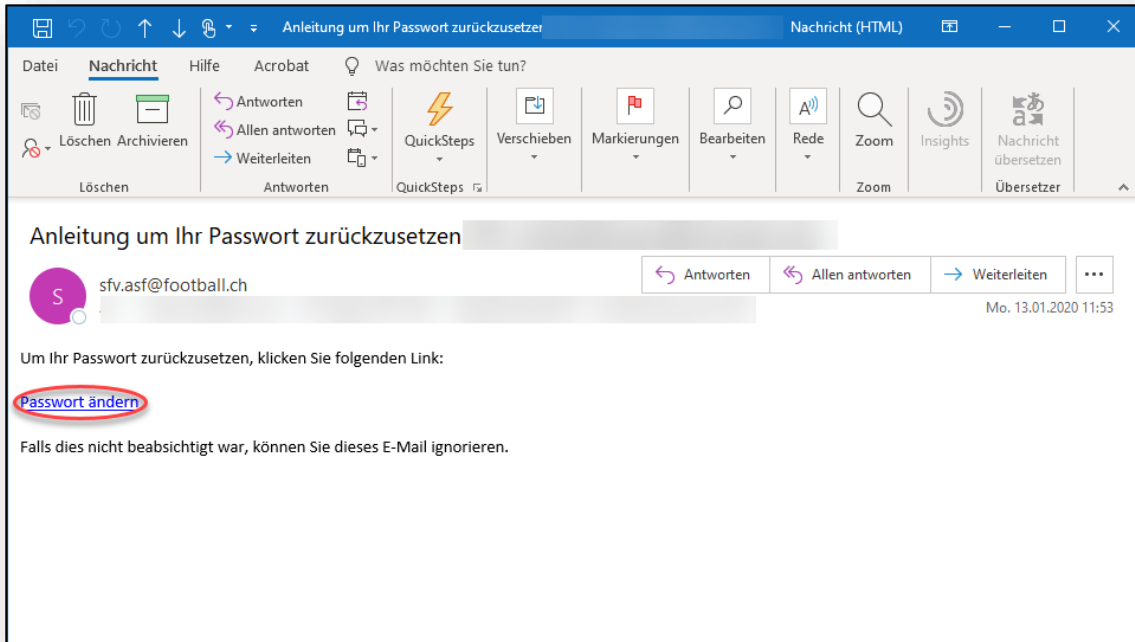 Anleitung um Ihr Passwort zurückzusetzen
Nachricht (HTML)
Datei Nachricht Hilfe Acrobat Was möchten Sie tun?
Löschen Archivieren
Löschen
Antworten
Allen antworten
Weiterleiten
Antworten
QuickSteps
QuickSteps
Verschieben
Markierungen
Bearbeiten
Rede
Zoom
Zoom
Insights
Nachricht
übersetzen
Übersetzer
Anleitung um Ihr Passwort zurückzusetzen
S
sfv.asf@football.ch
Antworten Allen antworten Weiterleiten
Mo. 13.01.2020 11:53
Um Ihr Passwort zurückzusetzen, klicken Sie folgenden Link:
Passwort ändern
Falls dies nicht beabsichtigt war, können Sie dieses E-Mail ignorieren.